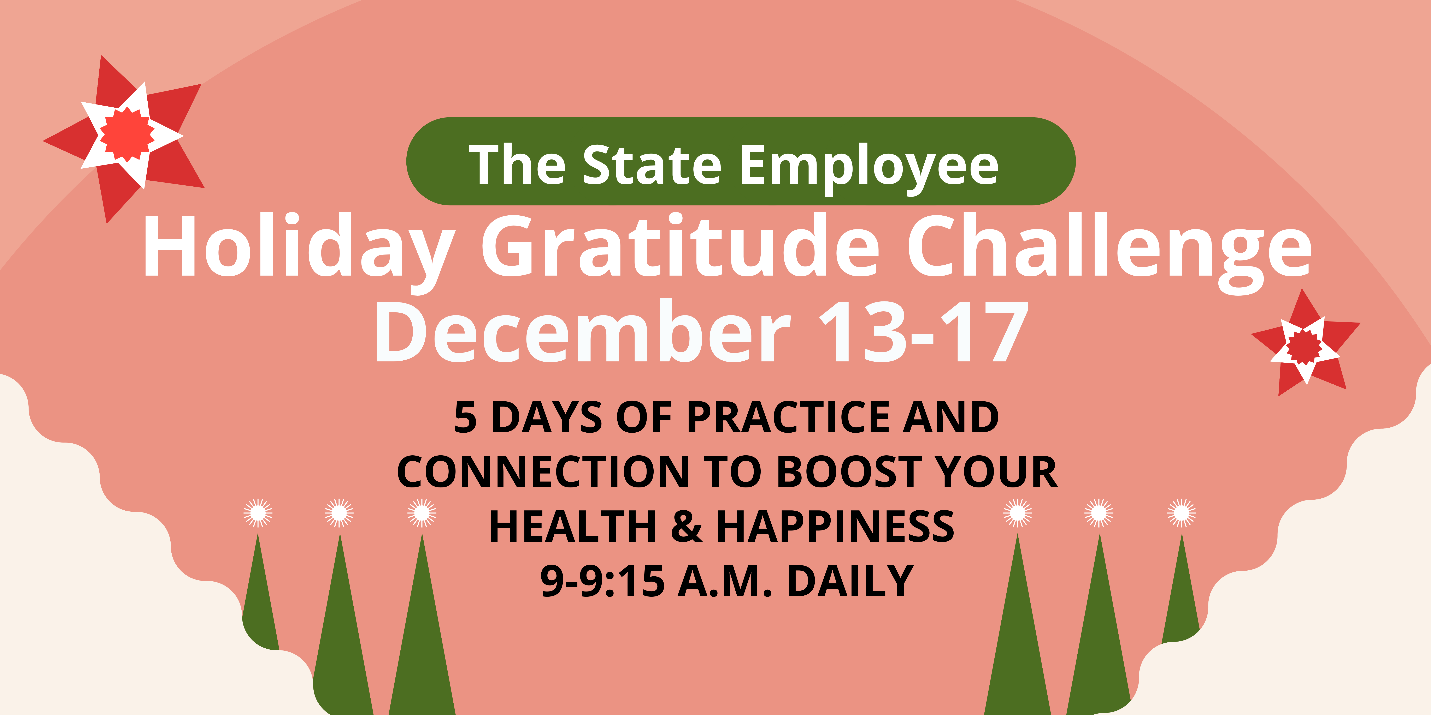 The State Employee
Holiday Gratitude Challenge
December 13-17
5 DAYS OF PRACTICE AND
CONNECTION TO BOOST YOUR
HEALTH & HAPPINESS
9-9:15 A.M. DAILY